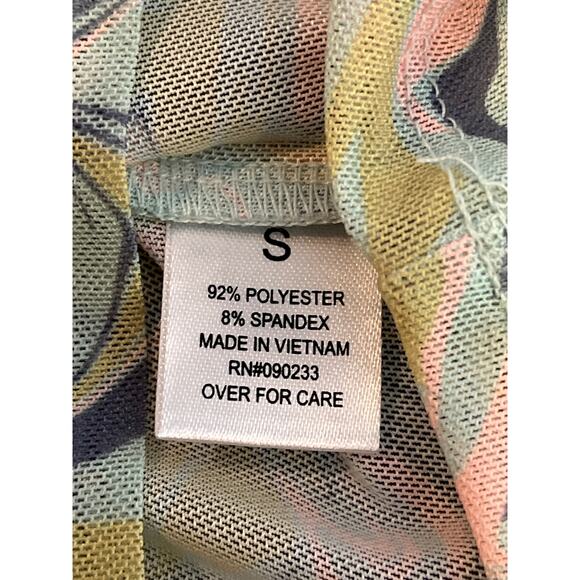 S
92% POLYESTER
8% SPANDEX
MADE IN VIETNAM
RN#090233
OVER FOR CARE